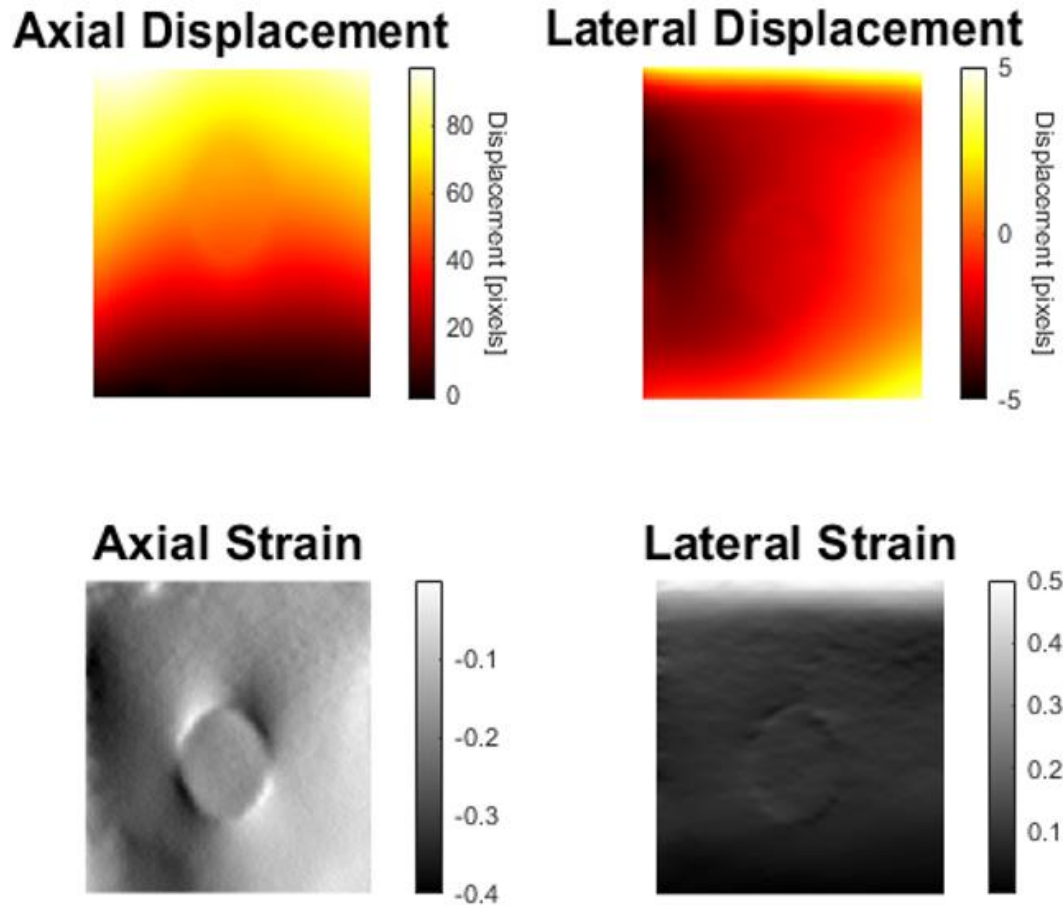 Axial Displacement
Lateral Displacement
80
60
40
20
0
Displacement [pixels]
5
0
-5
Displacement [pixels]
Axial Strain
Lateral Strain
-0.1
-0.2
-0.3
-0.4
0.5
0.4
0.3
0.2
0.1